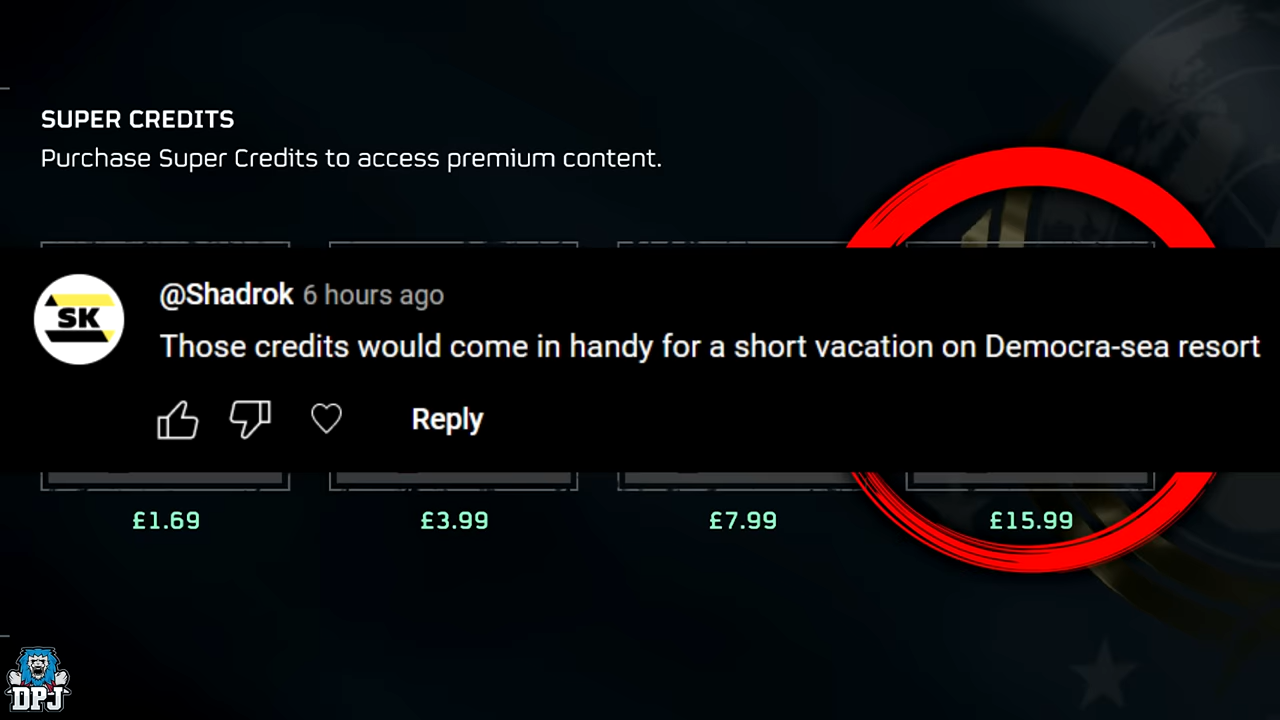 SUPER CREDITS
Purchase Super Credits to access premium content.
SK
@Shadrok 6 hours ago
Those credits would come in handy for a short vacation on Democra-sea resort
Reply
£1.69 £3.99 £7.99 £15.99
DPJ